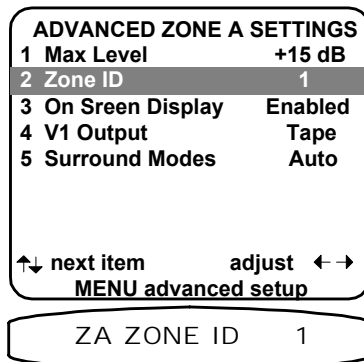 ADVANCED ZONE A SETTINGS
1 Max Level +15 dB
2 Zone ID 1
3 On Sreen Display Enabled
4 V1 Output Tape
5 Surround Modes Auto
↑↓ next item adjust ←→
MENU advanced setup
ZA ZONE ID 1